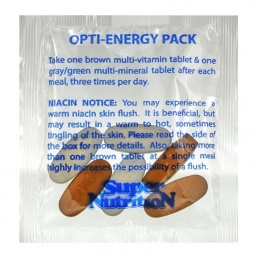 OPTI-ENERGY PACK
Take one brown multi-vitamin tablet & one
gray/green multi-mineral tablet after each
meal, three times per day.
NIACIN NOTICE: You may experience a
warm niacin skin flush. It is beneficial, but
may result in a warm to hot, sometimes
tingling of the skin. Please read the side of
the box for more details. Also, taking more
than one brown tablet at a single meal
highly increases the possibility of a flush.
Super
Nutrition